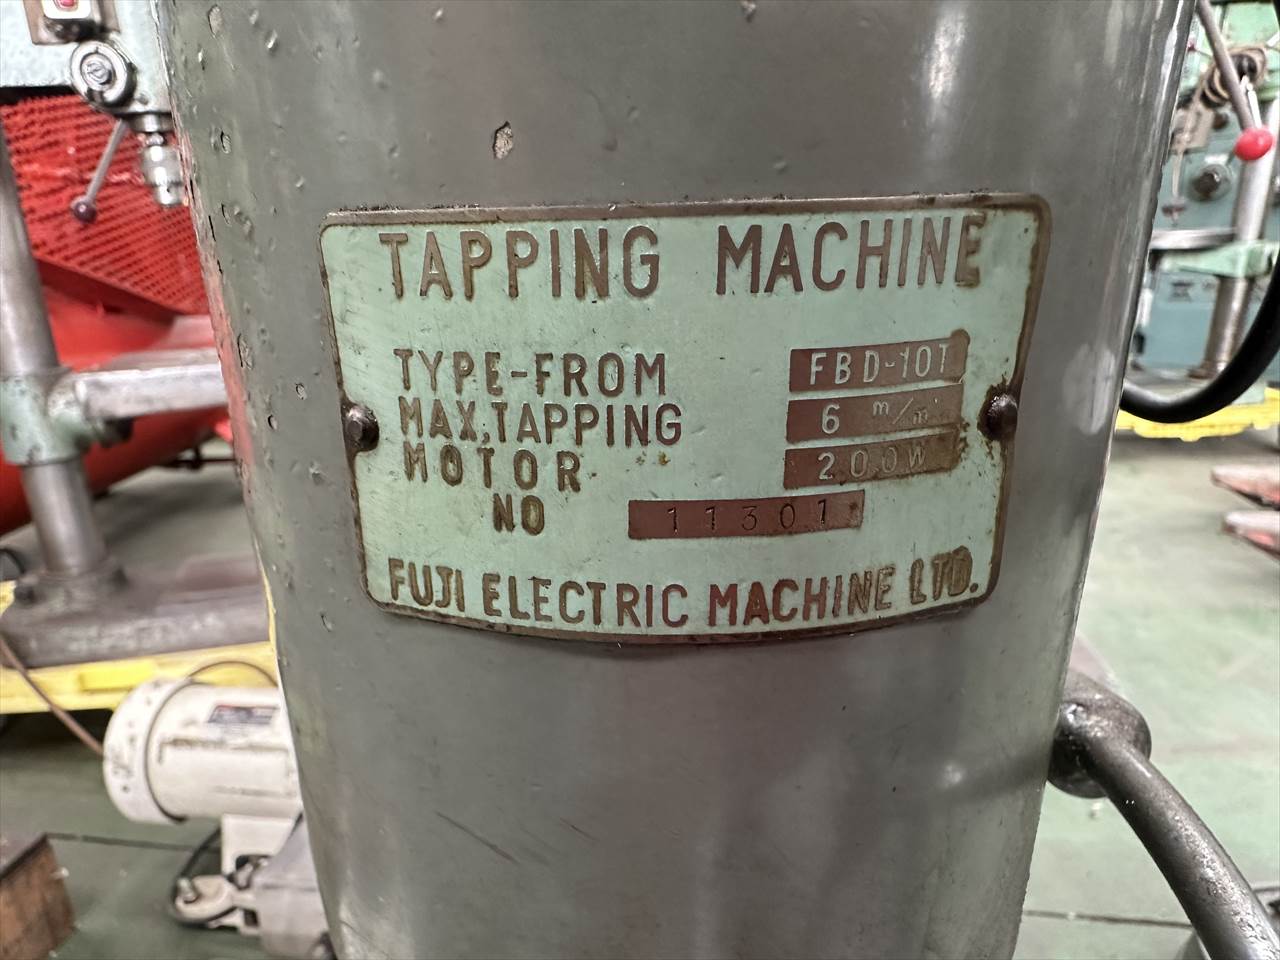 TAPPING MACHINE
TYPE-FROM FBD-10T
MAX,TAPPING 6 m/m
MOTOR 200W
NO 11301
FUJI ELECTRIC MACHINE LTD.